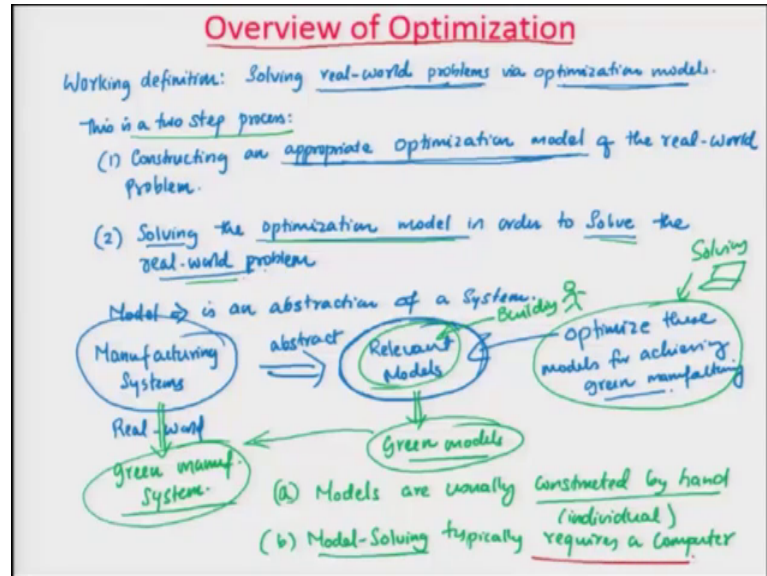 Overview of Optimization
Working definition: Solving real-world problems via optimization models.
This is a two step process:
(1) Constructing an appropriate optimization model of the real-world
Problem.
(2) Solving the optimization model in order to solve the
real-world problem
Solving
Model ⇒ is an abstraction of a system.
Building
Manufacturing
Systems
abstract
Relevant
Models
optimize these
models for achieving
green manufacturing
Real-world
Green models
green manuf.
System.
(a) Models are usually constructed by hand
(individual)
(b) Model-Solving typically requires a computer